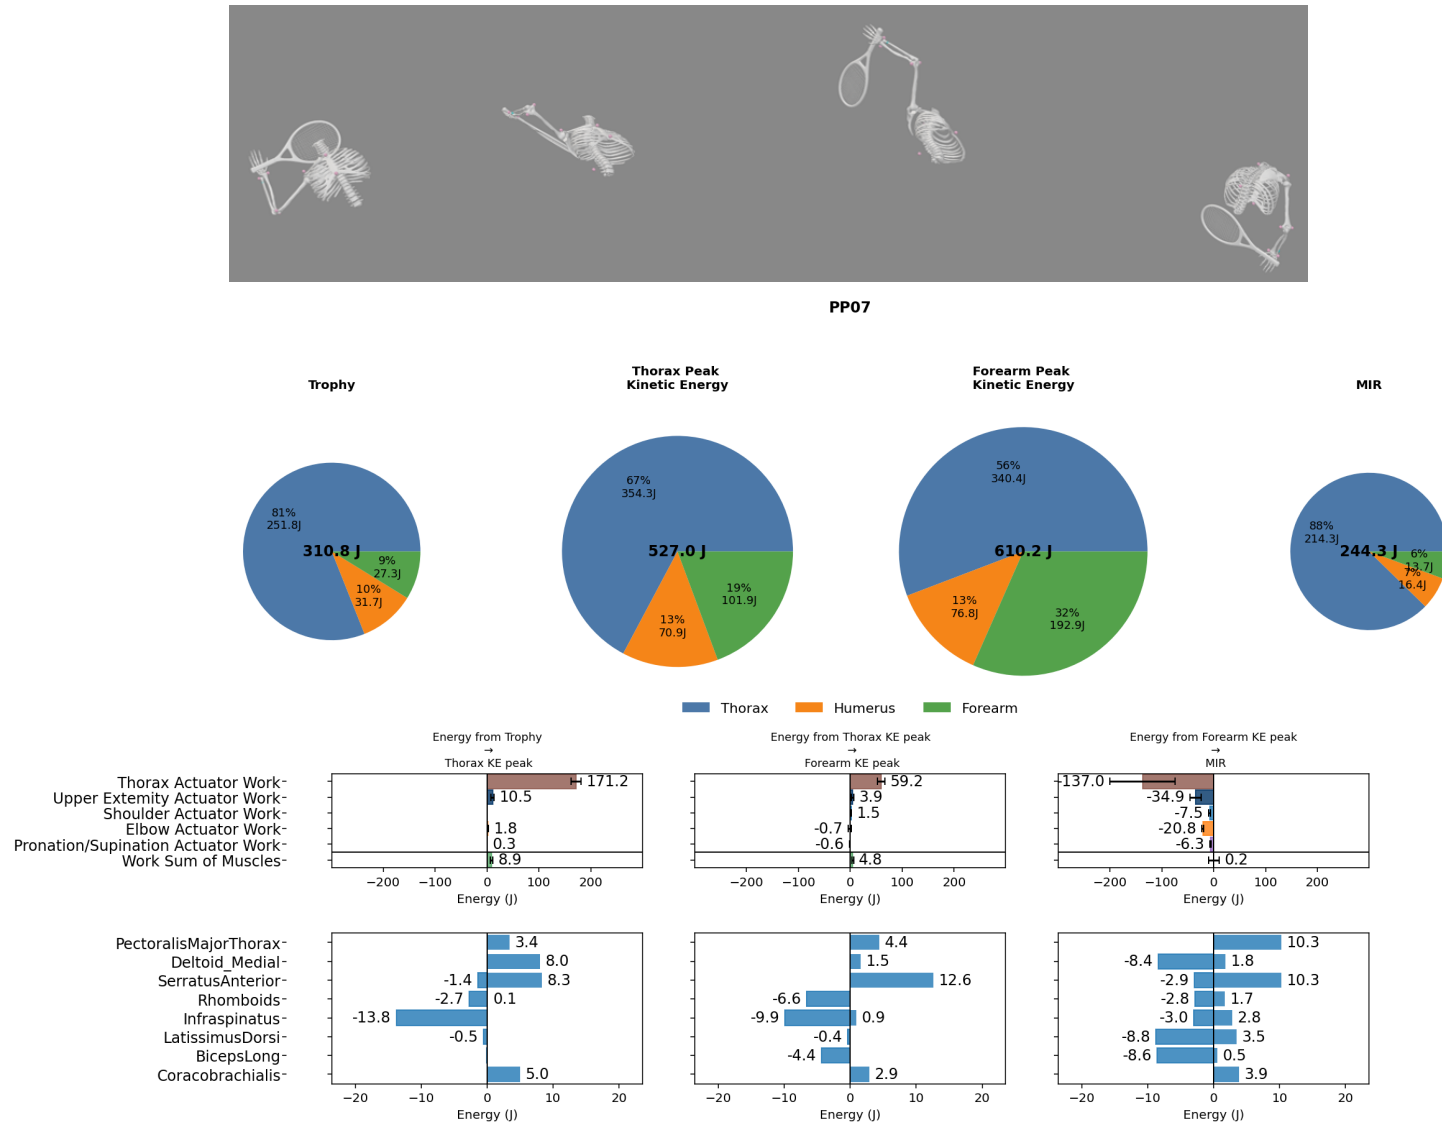 PP07
Trophy
Thorax Peak
Kinetic Energy
Forearm Peak
Kinetic Energy
MIR
81%
251.8J
310.8 J
9%
27.3J
10%
31.7J
67%
354.3J
527.0 J
19%
101.9J
13%
70.9J
56%
340.4J
610.2 J
13%
76.8J
32%
192.9J
88%
214.3J
244.3 J
6%
13.7J
7%
16.4J
Thorax
Humerus
Forearm
Energy from Trophy
→
Thorax KE peak
Energy from Thorax KE peak
→
Forearm KE peak
Energy from Forearm KE peak
→
MIR
Thorax Actuator Work
171.2
59.2
-137.0
Upper Extemity Actuator Work
10.5
3.9
-34.9
Shoulder Actuator Work
1.5
-7.5
Elbow Actuator Work
1.8
-0.7
-20.8
Pronation/Supination Actuator Work
0.3
-0.6
-6.3
Work Sum of Muscles
8.9
4.8
0.2
−200 −100 0 100 200
−200 −100 0 100 200
−200 −100 0 100 200
Energy (J)
Energy (J)
Energy (J)
PectoralisMajorThorax
3.4
4.4
10.3
Deltoid_Medial
8.0
1.5
-8.4
1.8
SerratusAnterior
-1.4
8.3
12.6
-2.9
10.3
Rhomboids
-2.7
0.1
-6.6
-2.8
1.7
Infraspinatus
-13.8
-9.9
0.9
-3.0
2.8
LatissimusDorsi
-0.5
-0.4
-8.8
3.5
BicepsLong
-4.4
-8.6
0.5
Coracobrachialis
5.0
2.9
3.9
−20 −10 0 10 20
−20 −10 0 10 20
−20 −10 0 10 20
Energy (J)
Energy (J)
Energy (J)